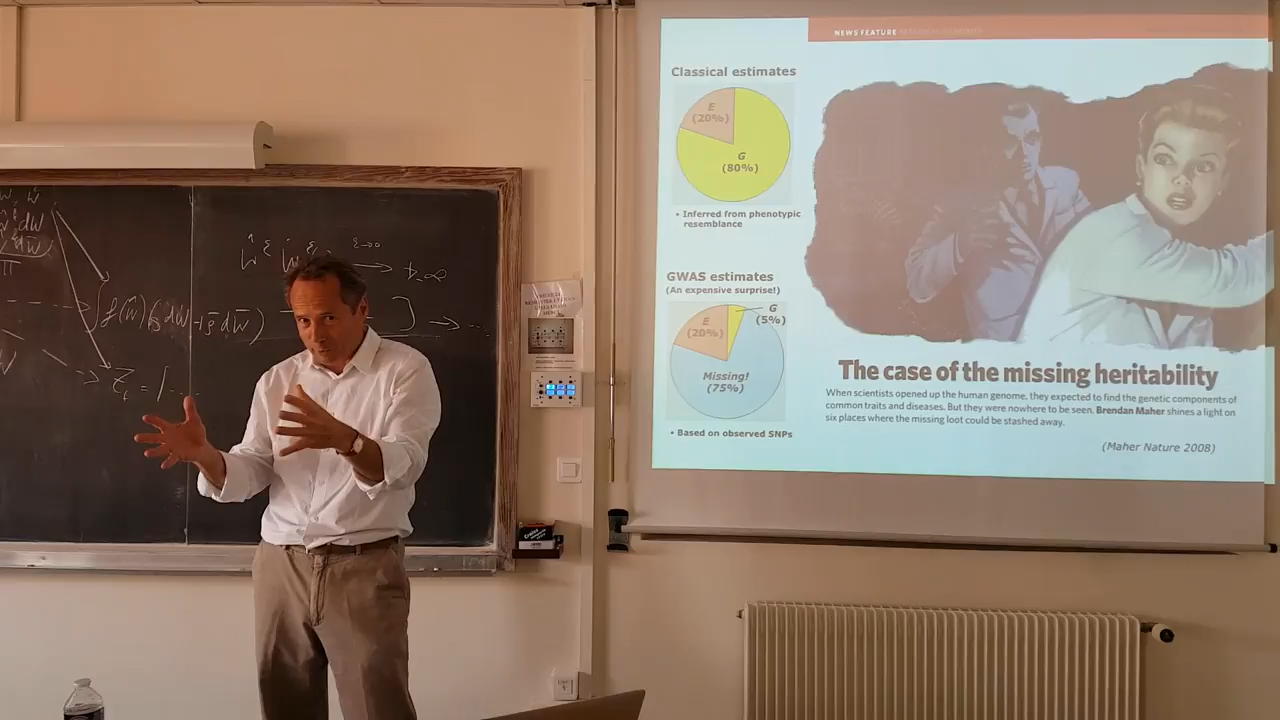 NEWS FEATURE
Classical estimates
E
(20%)
G
(80%)
• Inferred from phenotypic
resemblance
GWAS estimates
(An expensive surprise!)
G
(5%)
E
(20%)
Missing!
(75%)
• Based on observed SNPs
The case of the missing heritability
When scientists opened up the human genome, they expected to find the genetic components of
common traits and diseases. But they were nowhere to be seen. Brendan Maher shines a light on
six places where the missing loot could be stashed away.
(Maher Nature 2008)